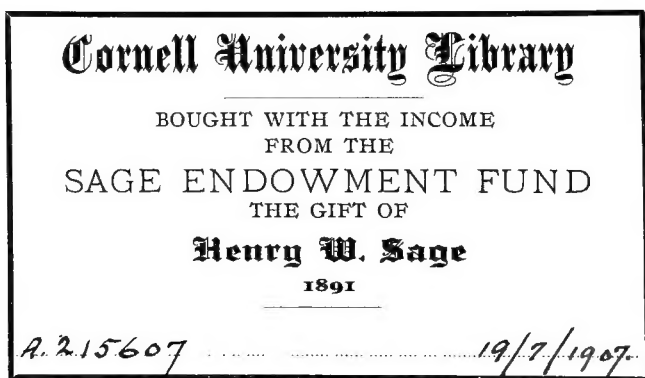 Cornell University Library
BOUGHT WITH THE INCOME
FROM THE
SAGE ENDOWMENT FUND
THE GIFT OF
Henry W. Sage
1891
A.215607 19/7/1907.